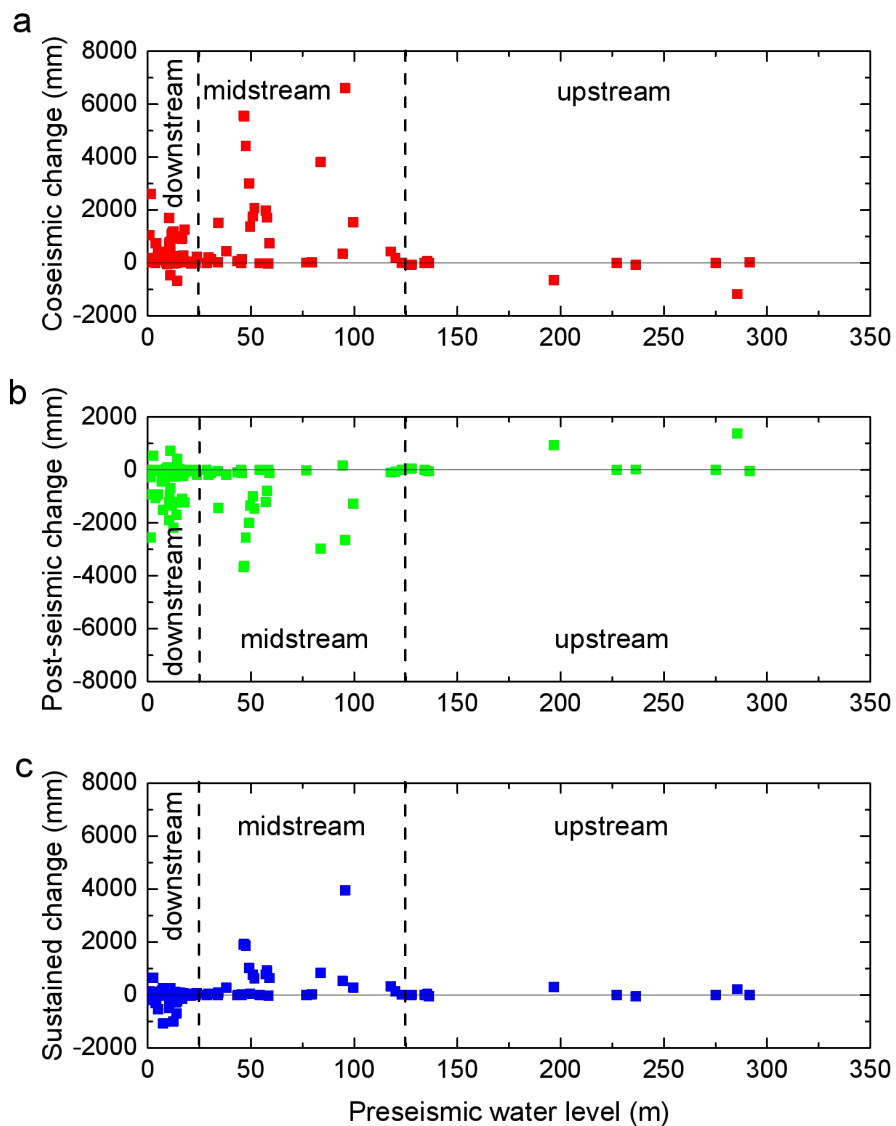 a
Coseismic change (mm)
8000
6000
4000
2000
0
-2000
downstream
midstream
upstream
0 50 100 150 200 250 300 350
b
Post-seismic change (mm)
2000
0
-2000
-4000
-6000
-8000
downstream
midstream
upstream
0 50 100 150 200 250 300 350
c
Sustained change (mm)
8000
6000
4000
2000
0
-2000
downstream
midstream
upstream
0 50 100 150 200 250 300 350
Preseismic water level (m)